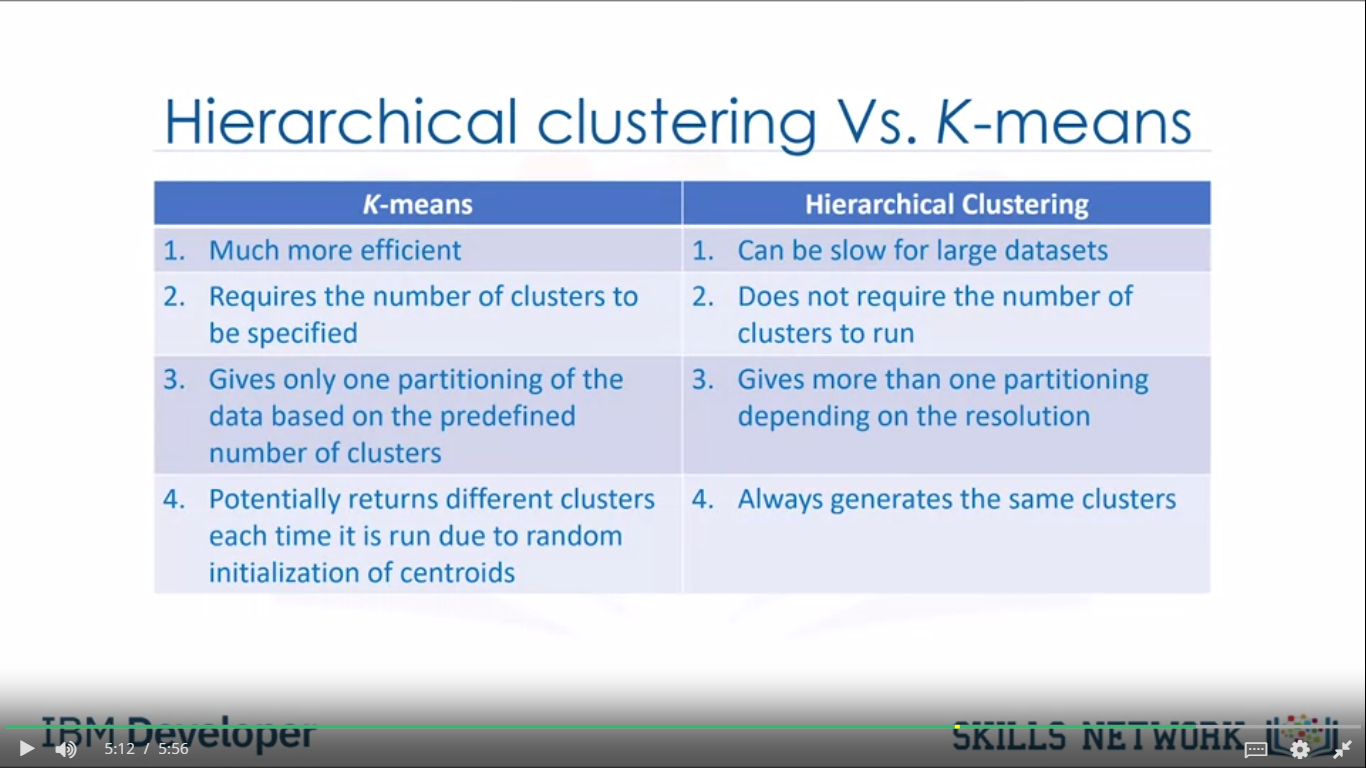 Hierarchical clustering Vs. K-means
K-means
Hierarchical Clustering
1. Much more efficient
1. Can be slow for large datasets
2. Requires the number of clusters to
be specified
2. Does not require the number of
clusters to run
3. Gives only one partitioning of the
data based on the predefined
number of clusters
3. Gives more than one partitioning
depending on the resolution
4. Potentially returns different clusters
each time it is run due to random
initialization of centroids
4. Always generates the same clusters
IBM Developer
SKILLS NETWORK
5:12 / 5:56